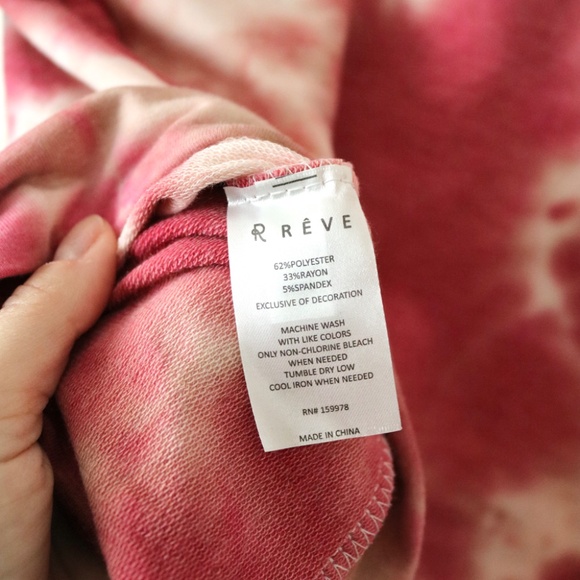 R RÊVE
62%POLYESTER
33%RAYON
5%SPANDEX
EXCLUSIVE OF DECORATION
MACHINE WASH
WITH LIKE COLORS
ONLY NON-CHLORINE BLEACH
WHEN NEEDED
TUMBLE DRY LOW
COOL IRON WHEN NEEDED
RN# 159978
MADE IN CHINA